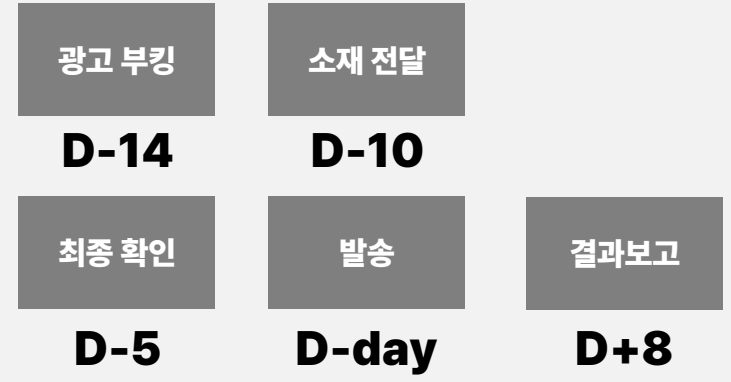 광고 부킹
소재 전달
D-14
D-10
최종 확인
발송
결과보고
D-5
D-day
D+8